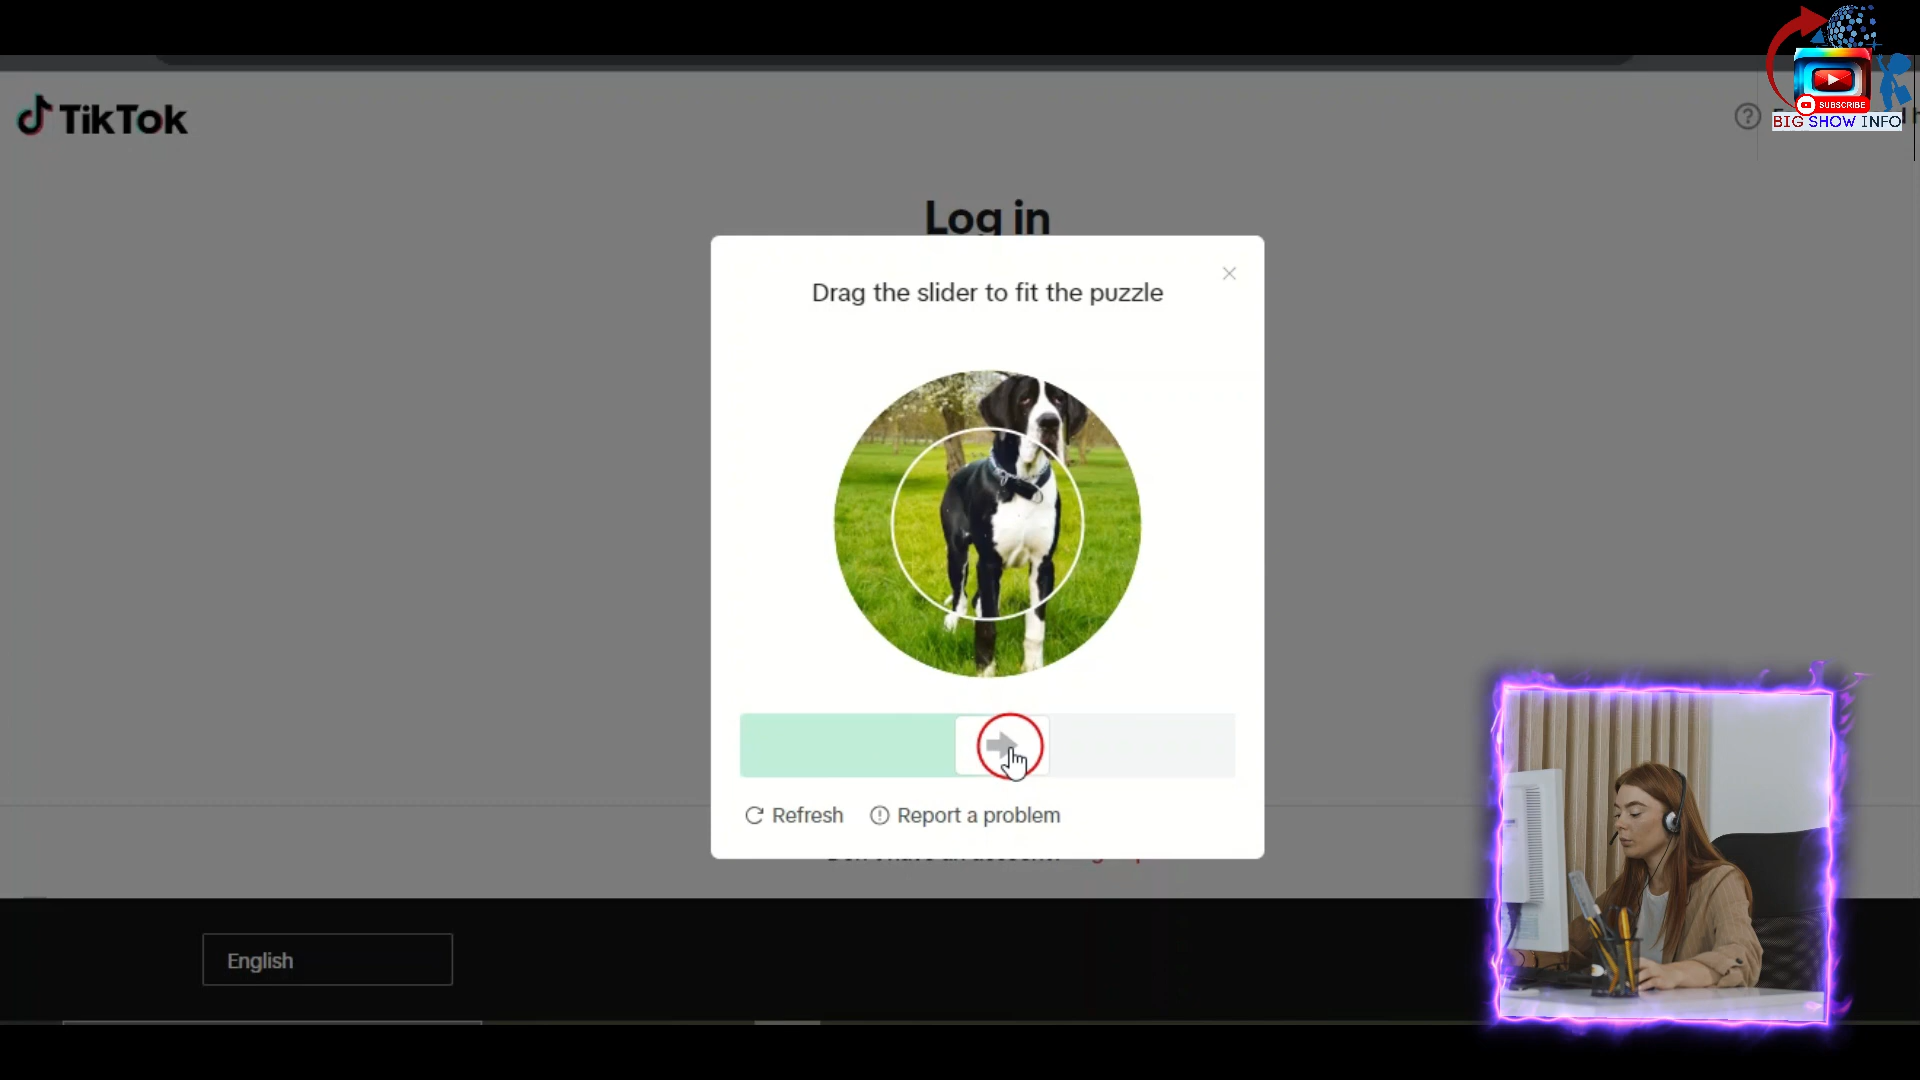 TikTok
SUBSCRIBE
BIG SHOW INFO
Log in
Drag the slider to fit the puzzle
Refresh
Report a problem
English